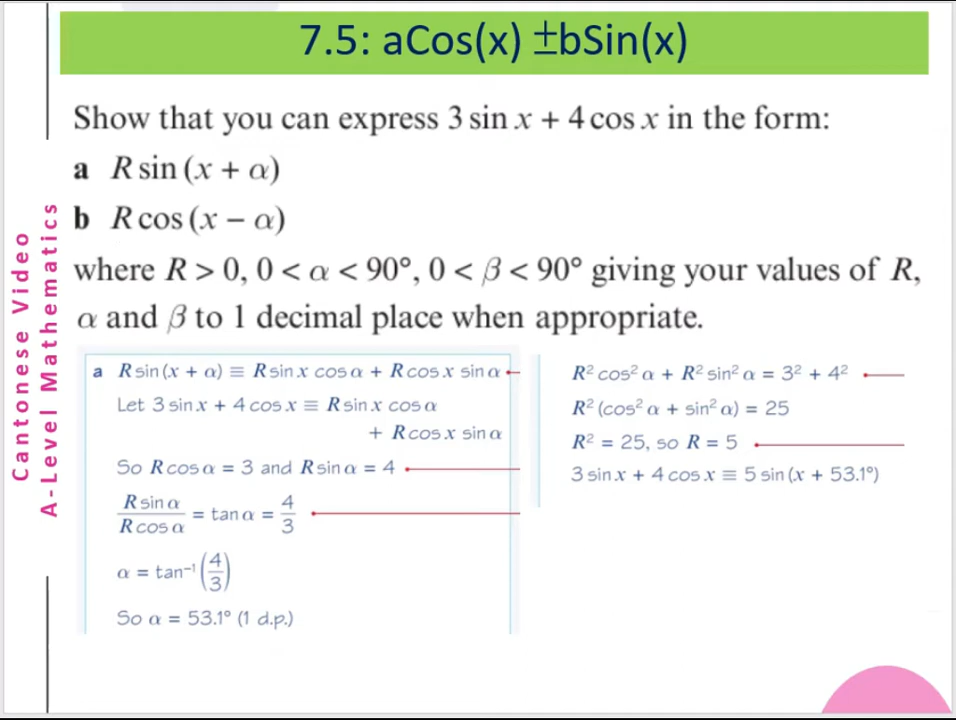 7.5: aCos(x) ±bSin(x)
Cantonese Video
A-Level Mathematics
Show that you can express 3 sin x + 4 cos x in the form:
a R sin (x + α)
b R cos (x − α)
where R > 0, 0 < α < 90°, 0 < β < 90° giving your values of R,
α and β to 1 decimal place when appropriate.
a R sin (x + α) ≡ R sin x cos α + R cos x sin α
Let 3 sin x + 4 cos x ≡ R sin x cos α
+ R cos x sin α
So R cos α = 3 and R sin α = 4
R sin α / R cos α = tan α = 4/3
α = tan⁻¹(4/3)
So α = 53.1° (1 d.p.)
R² cos² α + R² sin² α = 3² + 4²
R² (cos² α + sin² α) = 25
R² = 25, so R = 5
3 sin x + 4 cos x ≡ 5 sin (x + 53.1°)